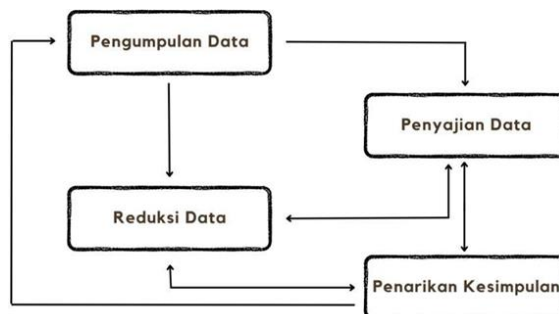 Pengumpulan Data
Penyajian Data
Reduksi Data
Penarikan Kesimpulan